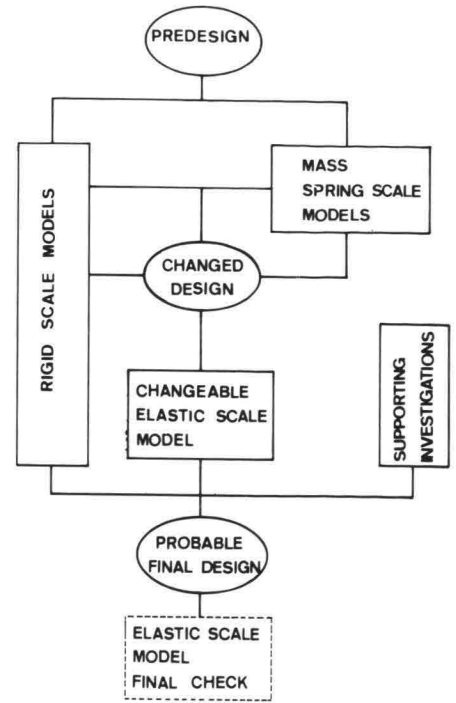 PREDESIGN
MASS
SPRING SCALE
MODELS
RIGID SCALE MODELS
CHANGED
DESIGN
CHANGEABLE
ELASTIC SCALE
MODEL
SUPPORTING
INVESTIGATIONS
PROBABLE
FINAL DESIGN
ELASTIC SCALE
MODEL
FINAL CHECK